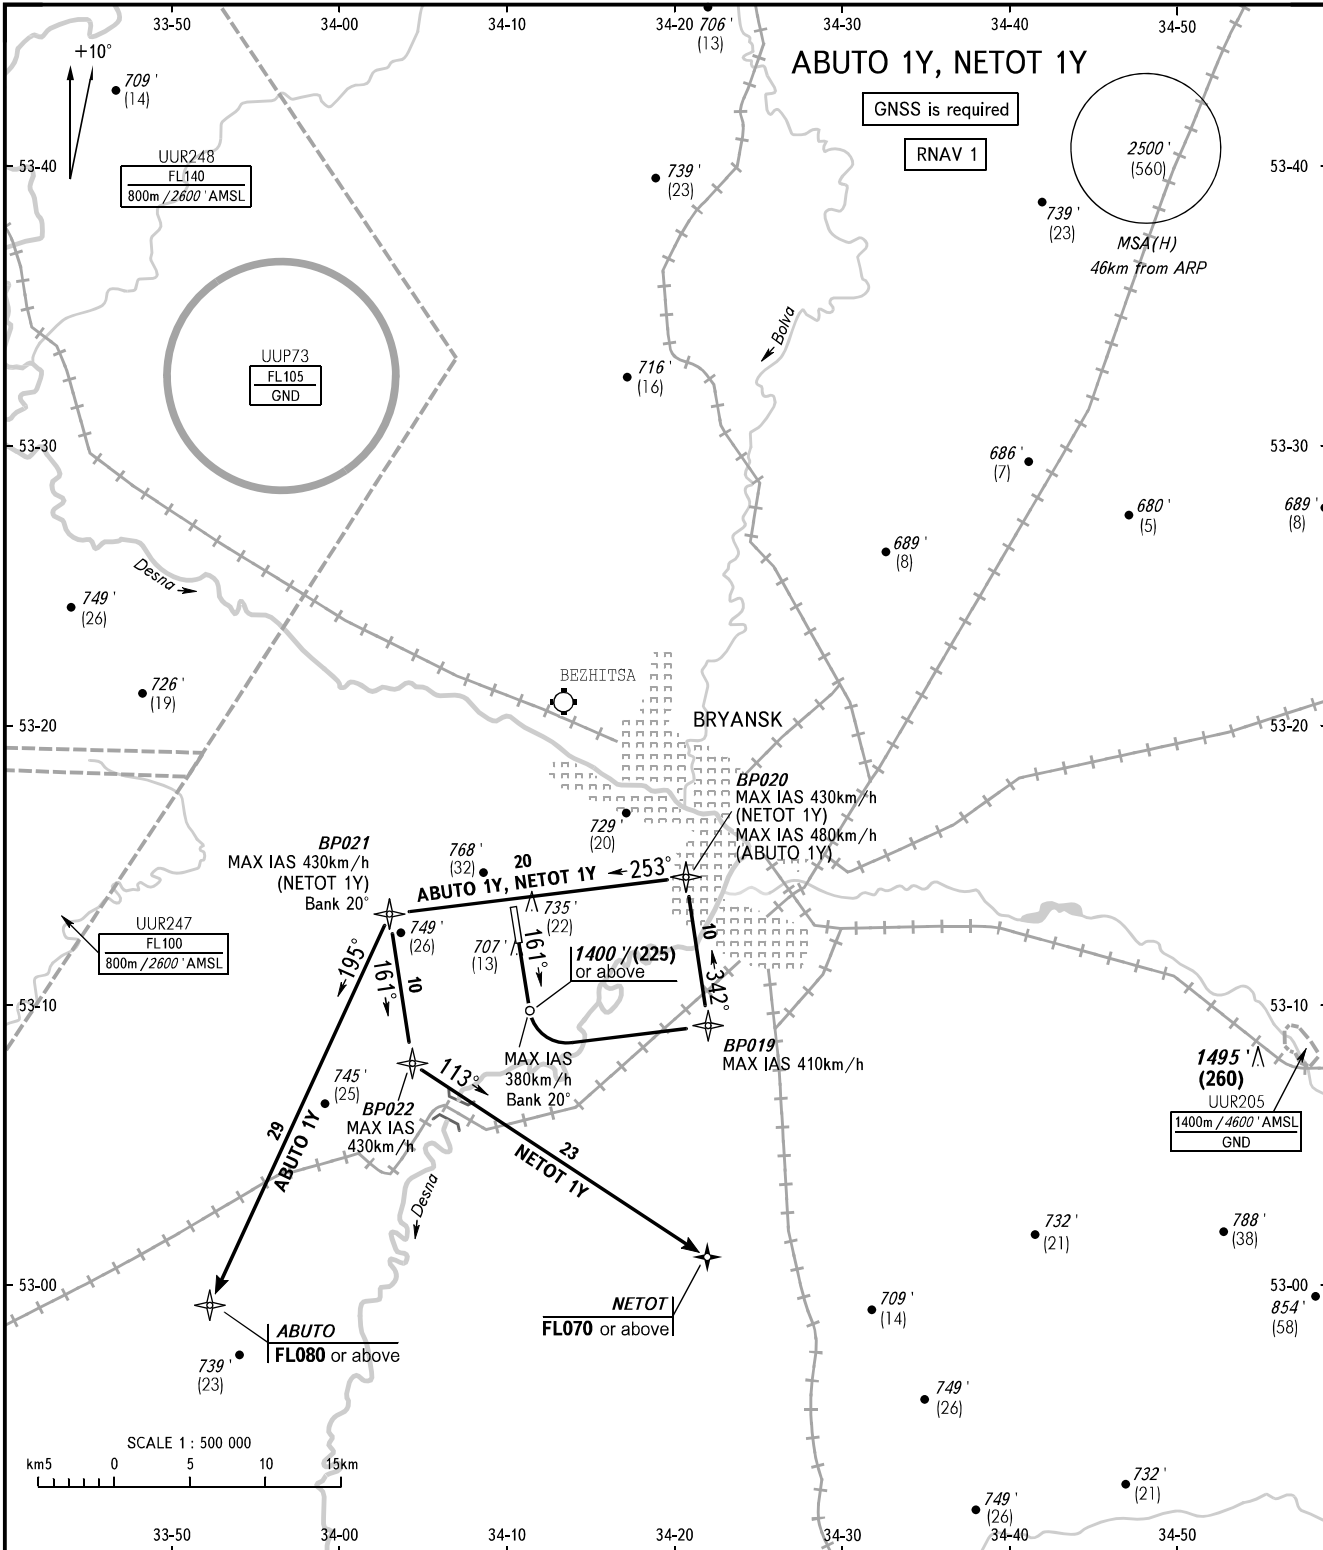 33-50
34-00
34-10
34-20
34-30
34-40
34-50
+10°
706'
(13)
ABUTO 1Y, NETOT 1Y
GNSS is required
RNAV 1
2500'
(560)
MSA(H)
46km from ARP
709'
(14)
UUR248
FL140
800m/2600'AMSL
53-40
53-40
739'
(23)
739'
(23)
UUP73
FL105
GND
Bolva
716'
(16)
53-30
53-30
686'
(7)
680'
(5)
689'
(8)
689'
(8)
Desna
749'
(26)
726'
(19)
BEZHITSA
BRYANSK
53-20
53-20
BP020
MAX IAS 430km/h
(NETOT 1Y)
MAX IAS 480km/h
(ABUTO 1Y)
729'
(20)
BP021
MAX IAS 430km/h
(NETOT 1Y)
Bank 20°
768'
(32)
20
253°
ABUTO 1Y, NETOT 1Y
735'
(22)
749'
(26)
707'
(13)
161°
1400'/(225)
or above
UUR247
FL100
800m/2600'AMSL
195°
161°
10
10
342°
53-10
53-10
BP019
MAX IAS 410km/h
MAX IAS
380km/h
Bank 20°
1495'
(260)
UUR205
1400m/4600'AMSL
GND
113°
745'
(25)
BP022
MAX IAS
430km/h
29
ABUTO 1Y
23
NETOT 1Y
Desna
732'
(21)
788'
(38)
53-00
53-00
NETOT
FL070 or above
709'
(14)
854'
(58)
ABUTO
FL080 or above
739'
(23)
749'
(26)
SCALE 1 : 500 000
km5
0
5
10
15km
732'
(21)
749'
(26)
33-50
34-00
34-10
34-20
34-30
34-40
34-50